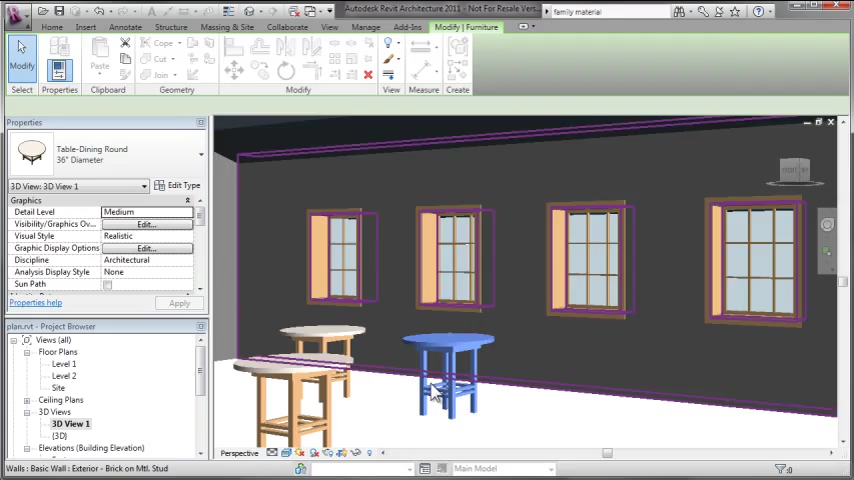 Autodesk Revit Architecture 2011 - Not For Resale Vers...
family material
Home Insert Annotate Structure Massing & Site Collaborate View Manage Add-Ins Modify | Furniture
Modify
Paste
Cope
Cut
Join
Select Properties Clipboard Geometry Modify View Measure Create
Properties
Table-Dining Round
36" Diameter
3D View: 3D View 1
Edit Type
Graphics
Detail Level Medium
Visibility/Graphics Ov... Edit...
Visual Style Realistic
Graphic Display Options Edit...
Discipline Architectural
Analysis Display Style None
Sun Path
Properties help
Apply
plan.rvt - Project Browser
Views (all)
Floor Plans
Level 1
Level 2
Site
Ceiling Plans
3D Views
3D View 1
{3D}
Elevations (Building Elevation)
Perspective
Walls : Basic Wall : Exterior - Brick on Mtl. Stud
Main Model
:0